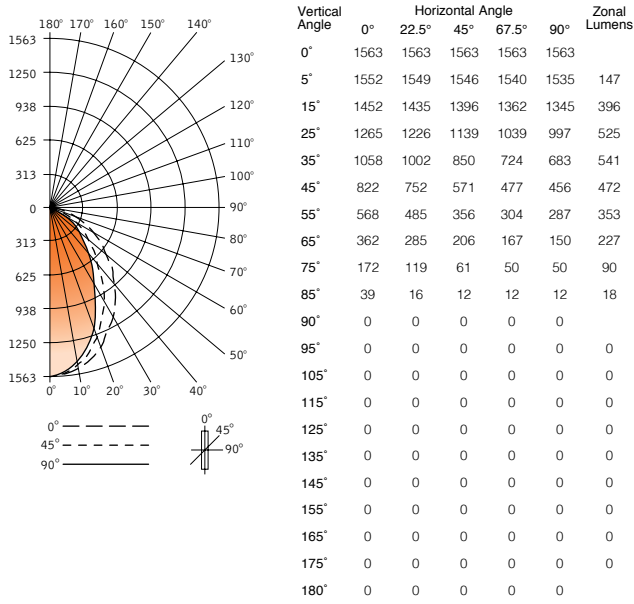 180° 170° 160° 150° 140°
1563
130°
1250
120°
938
110°
625
100°
313
0
90°
80°
313
70°
625
60°
938
1250
50°
1563
0° 10° 20° 30° 40°
0°
45°
90°
0°
45°
90°
Vertical Angle Horizontal Angle Zonal Lumens
0° 22.5° 45° 67.5° 90°
0° 1563 1563 1563 1563 1563
5° 1552 1549 1546 1540 1535 147
15° 1452 1435 1396 1362 1345 396
25° 1265 1226 1139 1039 997 525
35° 1058 1002 850 724 683 541
45° 822 752 571 477 456 472
55° 568 485 356 304 287 353
65° 362 285 206 167 150 227
75° 172 119 61 50 50 90
85° 39 16 12 12 12 18
90° 0 0 0 0 0
95° 0 0 0 0 0 0
105° 0 0 0 0 0 0
115° 0 0 0 0 0 0
125° 0 0 0 0 0 0
135° 0 0 0 0 0 0
145° 0 0 0 0 0 0
155° 0 0 0 0 0 0
165° 0 0 0 0 0 0
175° 0 0 0 0 0 0
180° 0 0 0 0 0